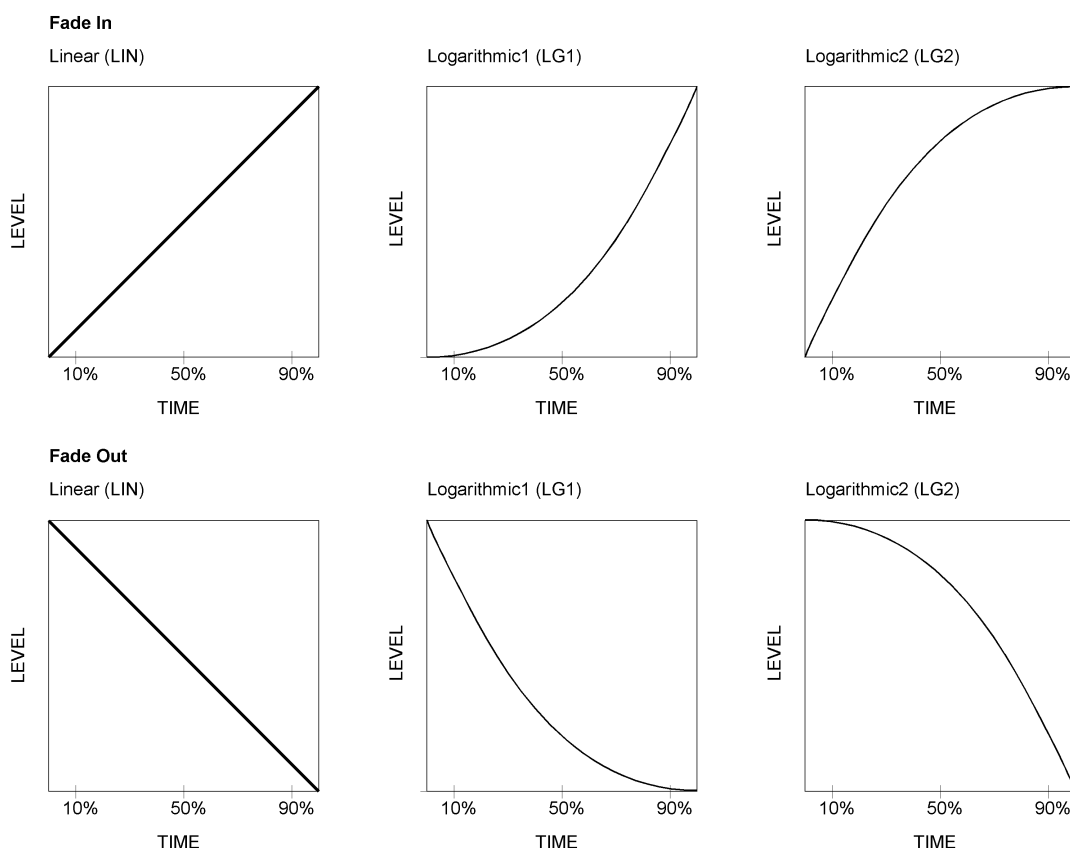 Fade In
Linear (LIN)
Logarithmic1 (LG1)
Logarithmic2 (LG2)
LEVEL
LEVEL
LEVEL
10% 50% 90%
10% 50% 90%
10% 50% 90%
TIME
TIME
TIME
Fade Out
Linear (LIN)
Logarithmic1 (LG1)
Logarithmic2 (LG2)
LEVEL
LEVEL
LEVEL
10% 50% 90%
10% 50% 90%
10% 50% 90%
TIME
TIME
TIME